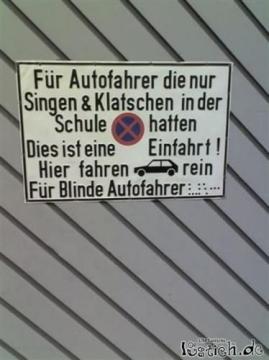 Für Autofahrer die nur
Singen & Klatschen in der
Schule hatten
Dies ist eine Einfahrt !
Hier fahren rein
Für Blinde Autofahrer :..::.···
lustich.de